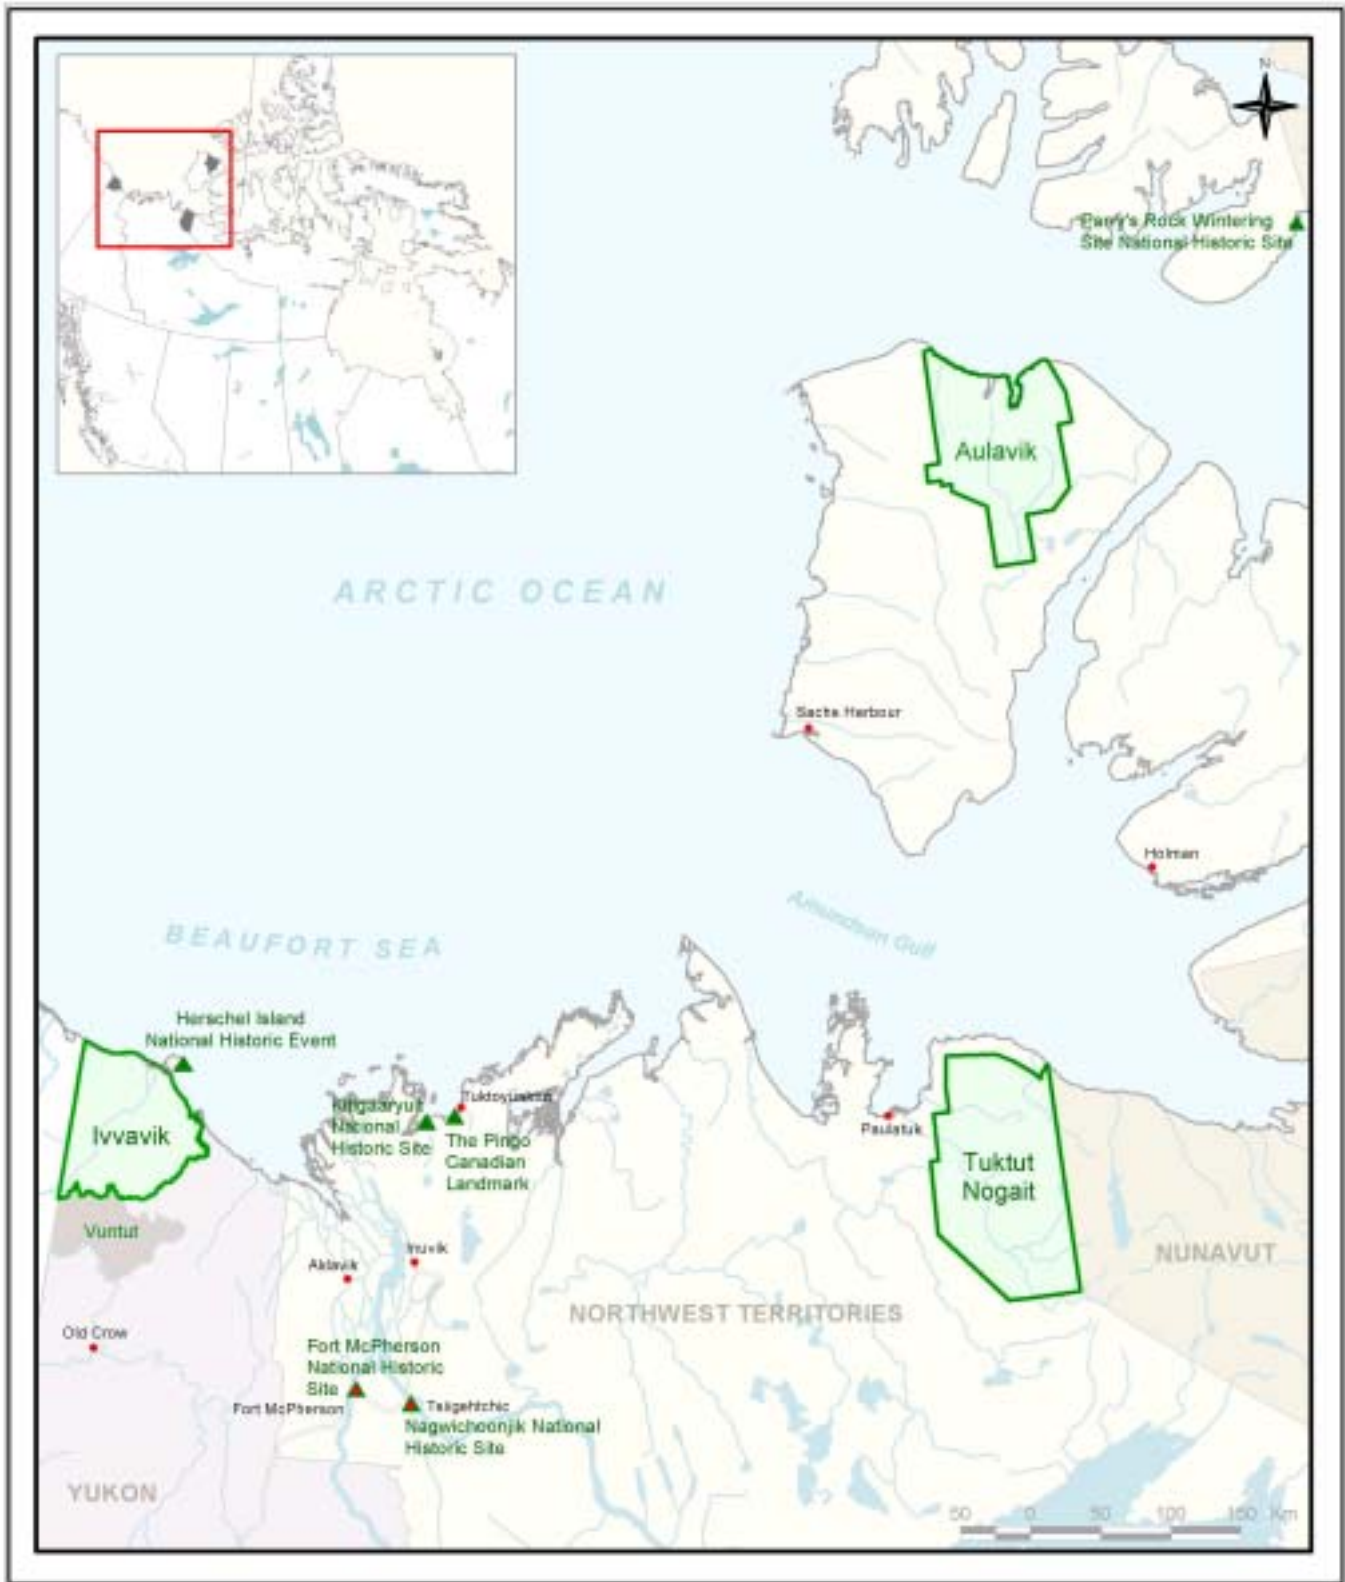 N
Parry's Rock Wintering
Site National Historic Site
Aulavik
ARCTIC OCEAN
Sachs Harbour
Holman
Amundsen Gulf
BEAUFORT SEA
Herschel Island
National Historic Event
Ivvavik
Vuntut
Kitigaaryuit
National
Historic Site
Tuktoyuaktuk
The Pingo
Canadian
Landmark
Paulatuk
Tuktut
Nogait
NUNAVUT
Inuvik
Aklavik
NORTHWEST TERRITORIES
Old Crow
Fort McPherson
National Historic
Site
Fort McPherson
Tsiigehtchic
Nagwichoonjik National
Historic Site
YUKON
50 0 50 100 150 Km